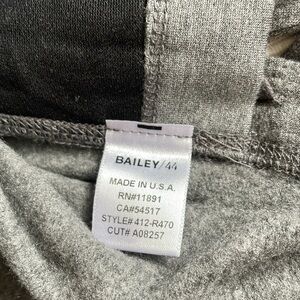 BAILEY/44
MADE IN U.S.A.
RN#11891
CA#54517
STYLE# 412-R470
CUT# A08257